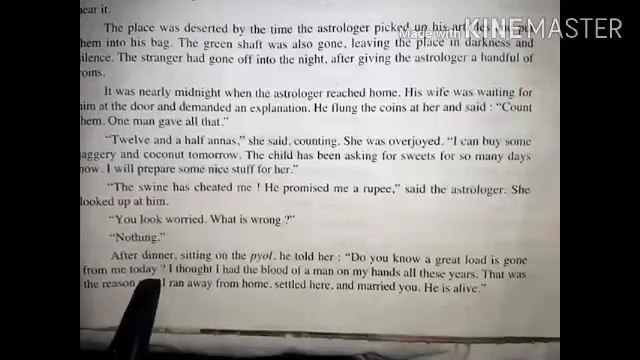 near it.
The place was deserted by the time the astrologer picked up his articles and put
them into his bag. The green shaft was also gone, leaving the place in darkness and
silence. The stranger had gone off into the night, after giving the astrologer a handful of
coins.
It was nearly midnight when the astrologer reached home. His wife was waiting for
him at the door and demanded an explanation. He flung the coins at her and said : "Count
them. One man gave all that."
"Twelve and a half annas," she said, counting. She was overjoyed. "I can buy some
jaggery and coconut tomorrow. The child has been asking for sweets for so many days
now. I will prepare some nice stuff for her."
"The swine has cheated me ! He promised me a rupee," said the astrologer. She
looked up at him.
"You look worried. What is wrong ?"
"Nothing."
After dinner, sitting on the pyol, he told her : "Do you know a great load is gone
from me today ? I thought I had the blood of a man on my hands all these years. That was
the reason I ran away from home, settled here, and married you. He is alive."
Made with KINEMASTER